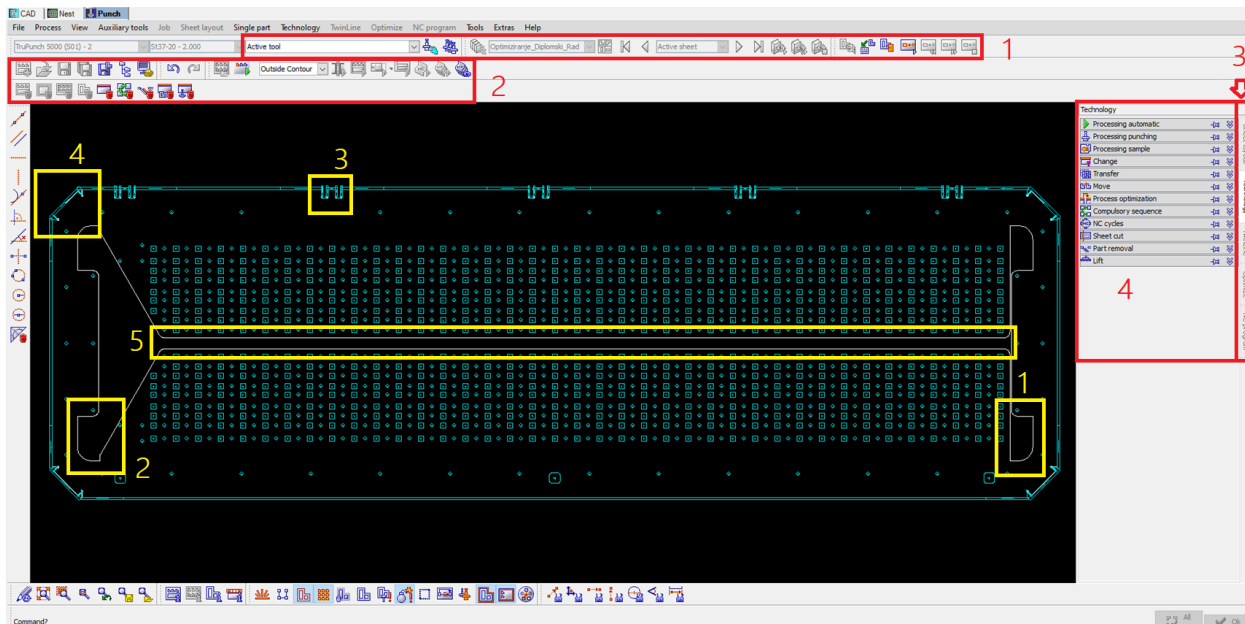 CAD Nest Punch
File Process View Auxiliary tools Job Sheet layout Single part Technology TwinLine Optimize NC program Tools Extras Help
TruPunch 5000 (S01) - 2 St37-20 - 2.000 Active tool Optimiziranje_Diplomski_Rad Active sheet 1
Outside Contour 2
3
Technology
Processing automatic
Processing punching
Processing sample
Change
Transfer
Move
Process optimization
Compulsory sequence
NC cycles
Sheet cut
Part removal
Lift
4
4
3
5
1
2
Command?
All
Ok